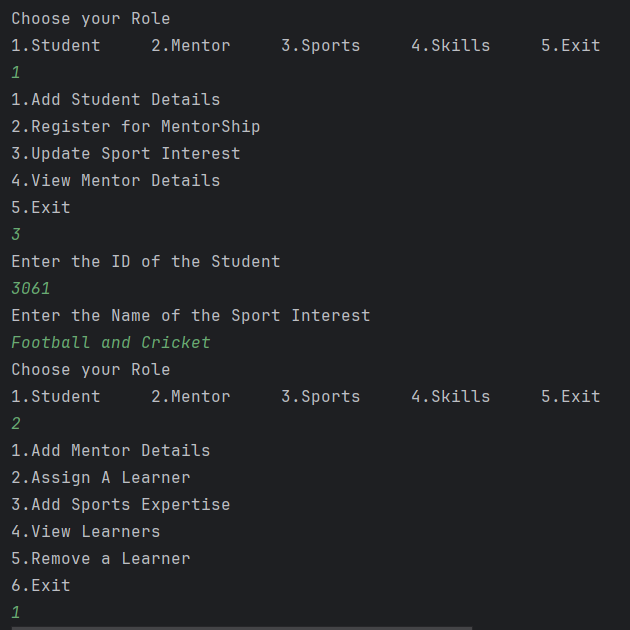 Choose your Role
1.Student     2.Mentor     3.Sports     4.Skills     5.Exit
1
1.Add Student Details
2.Register for MentorShip
3.Update Sport Interest
4.View Mentor Details
5.Exit
3
Enter the ID of the Student
3061
Enter the Name of the Sport Interest
Football and Cricket
Choose your Role
1.Student     2.Mentor     3.Sports     4.Skills     5.Exit
2
1.Add Mentor Details
2.Assign A Learner
3.Add Sports Expertise
4.View Learners
5.Remove a Learner
6.Exit
1